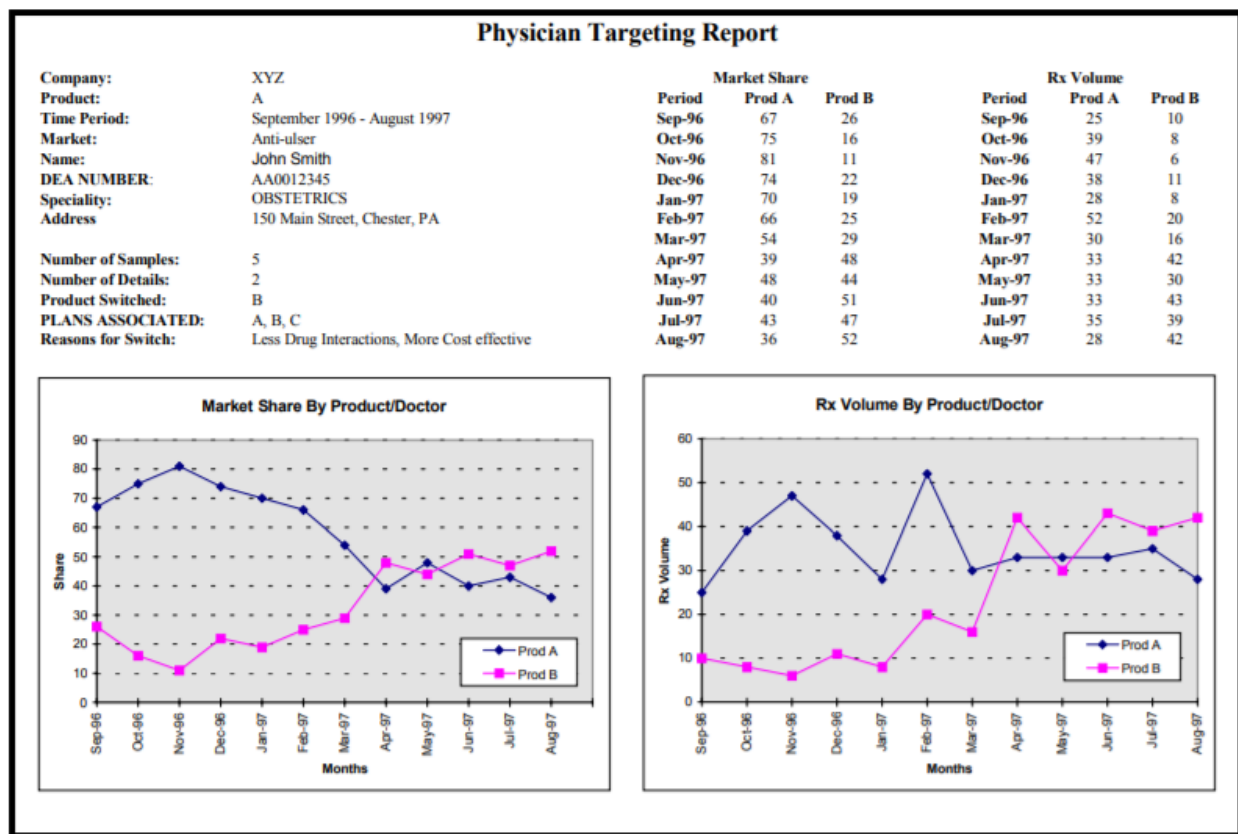 Physician Targeting Report
Company: XYZ
Product: A
Time Period: September 1996 - August 1997
Market: Anti-ulser
Name: John Smith
DEA NUMBER: AA0012345
Speciality: OBSTETRICS
Address 150 Main Street, Chester, PA
Number of Samples: 5
Number of Details: 2
Product Switched: B
PLANS ASSOCIATED: A, B, C
Reasons for Switch: Less Drug Interactions, More Cost effective
Market Share
Period Prod A Prod B
Sep-96 67 26
Oct-96 75 16
Nov-96 81 11
Dec-96 74 22
Jan-97 70 19
Feb-97 66 25
Mar-97 54 29
Apr-97 39 48
May-97 48 44
Jun-97 40 51
Jul-97 43 47
Aug-97 36 52
Rx Volume
Period Prod A Prod B
Sep-96 25 10
Oct-96 39 8
Nov-96 47 6
Dec-96 38 11
Jan-97 28 8
Feb-97 52 20
Mar-97 30 16
Apr-97 33 42
May-97 33 30
Jun-97 33 43
Jul-97 35 39
Aug-97 28 42
Market Share By Product/Doctor
Share
90
80
70
60
50
40
30
20
10
0
Prod A
Prod B
Sep-96 Oct-96 Nov-96 Dec-96 Jan-97 Feb-97 Mar-97 Apr-97 May-97 Jun-97 Jul-97 Aug-97
Months
Rx Volume By Product/Doctor
Rx Volume
60
50
40
30
20
10
0
Prod A
Prod B
Sep-96 Oct-96 Nov-96 Dec-96 Jan-97 Feb-97 Mar-97 Apr-97 May-97 Jun-97 Jul-97 Aug-97
Months